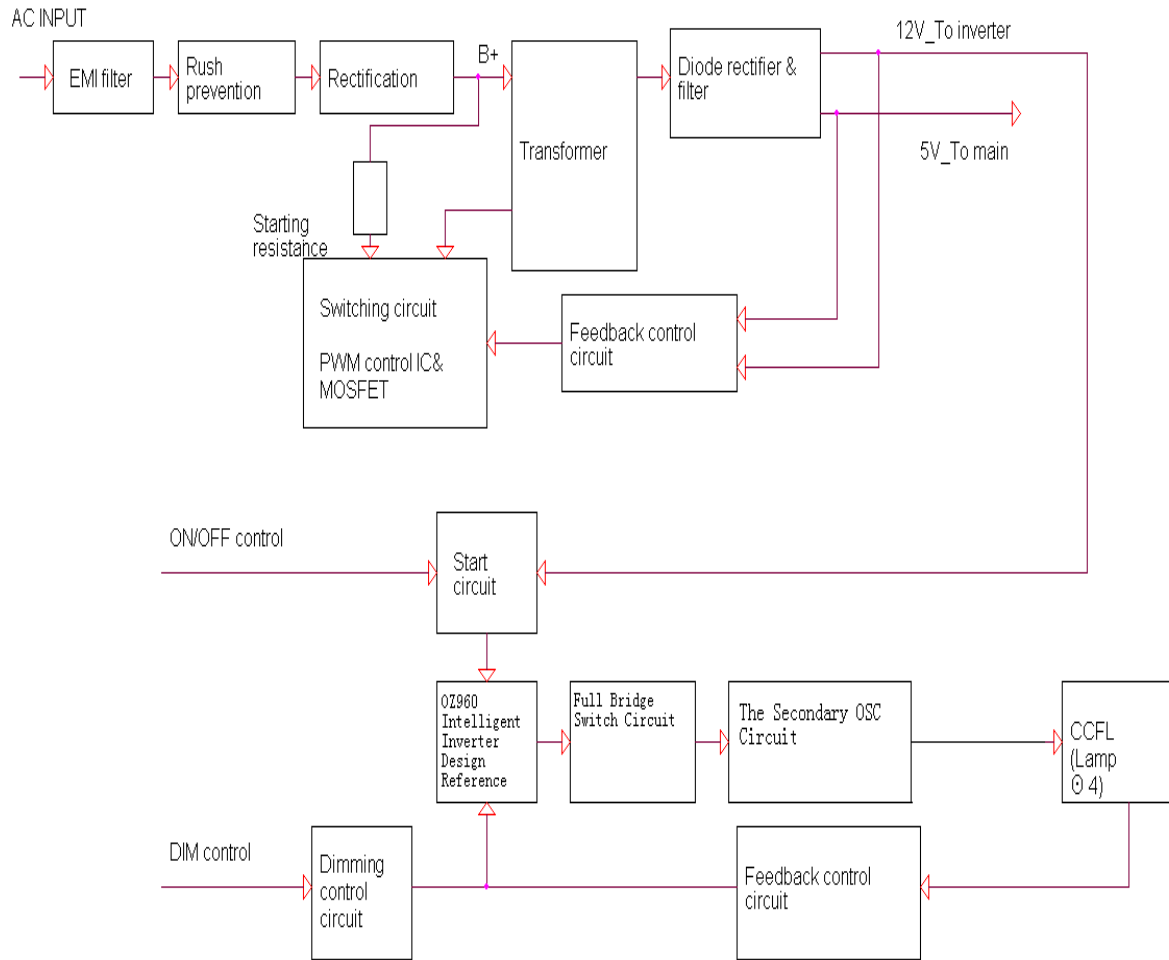 AC INPUT
EMI filter
Rush
prevention
Rectification
B+
Transformer
Diode rectifier &
filter
12V_To inverter
5V_To main
Starting
resistance
Switching circuit
PWM control IC&
MOSFET
Feedback control
circuit
ON/OFF control
Start
circuit
OZ960
Intelligent
Inverter
Design
Reference
Full Bridge
Switch Circuit
The Secondary OSC
Circuit
CCFL
(Lamp
⊙ 4)
DIM control
Dimming
control
circuit
Feedback control
circuit